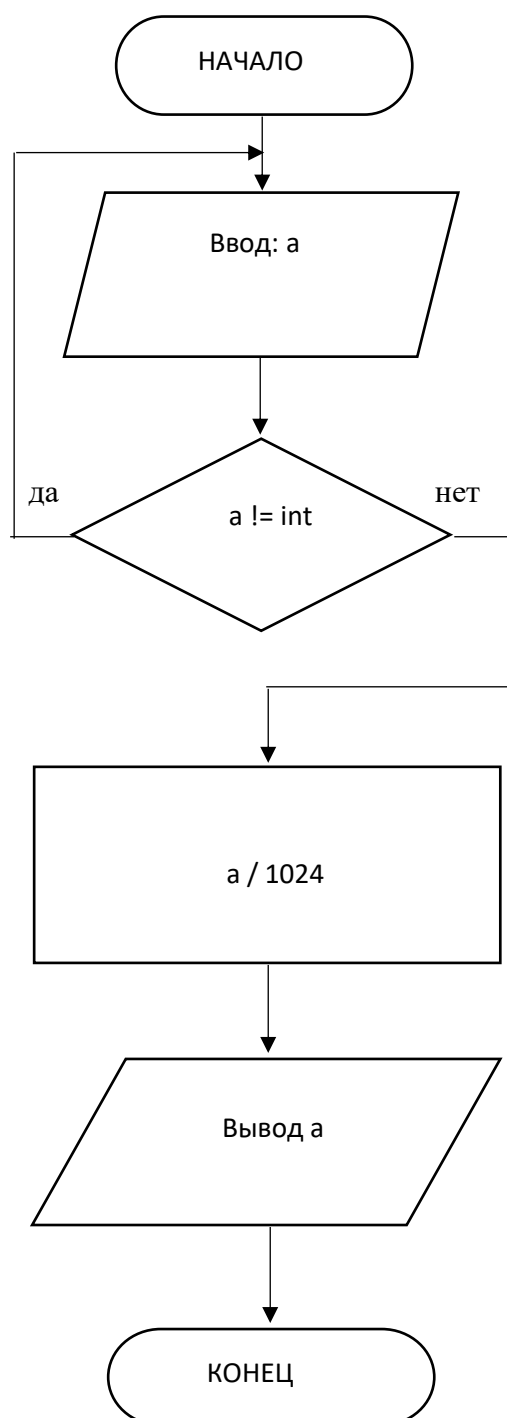 НАЧАЛО
Ввод: a
да
a != int
нет
a / 1024
Вывод a
КОНЕЦ